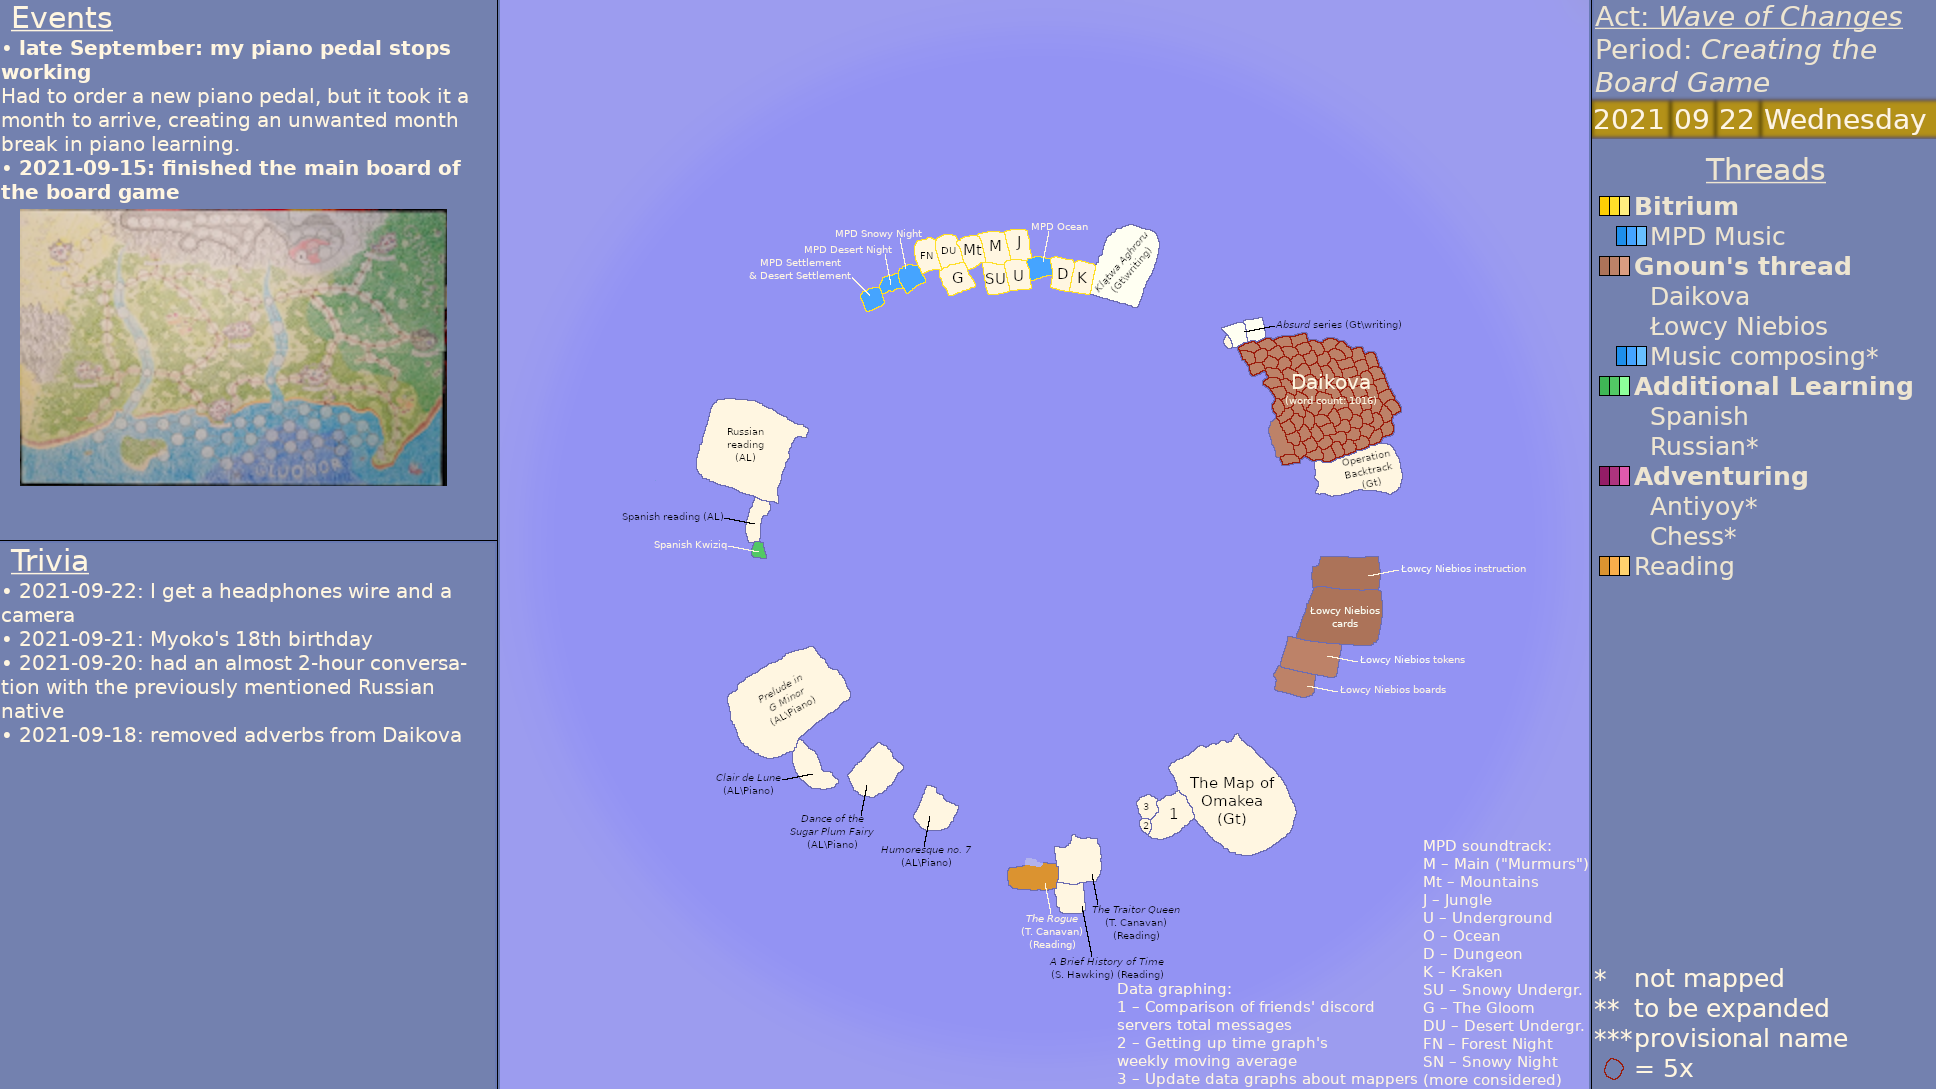 Events
• late September: my piano pedal stops
working
Had to order a new piano pedal, but it took it a
month to arrive, creating an unwanted month
break in piano learning.
• 2021-09-15: finished the main board of
the board game
Trivia
• 2021-09-22: I get a headphones wire and a
camera
• 2021-09-21: Myoko's 18th birthday
• 2021-09-20: had an almost 2-hour conversa-
tion with the previously mentioned Russian
native
• 2021-09-18: removed adverbs from Daikova
MPD Snowy Night
MPD Desert Night
MPD Settlement
& Desert Settlement
FN
DU
Mt
M
J
G
SU
U
MPD Ocean
D
K
Klątwa Aghroru
(Gt\writing)
Absurd series (Gt\writing)
Daikova
(word count: 1016)
Operation
Backtrack
(Gt)
Russian
reading
(AL)
Spanish reading (AL)
Spanish Kwiziq
Łowcy Niebios instruction
Łowcy Niebios
cards
Łowcy Niebios tokens
Łowcy Niebios boards
Prelude in
G Minor
(AL\Piano)
Clair de Lune
(AL\Piano)
Dance of the
Sugar Plum Fairy
(AL\Piano)
Humoresque no. 7
(AL\Piano)
The Map of
Omakea
(Gt)
3
2
1
The Rogue
(T. Canavan)
(Reading)
The Traitor Queen
(T. Canavan)
(Reading)
A Brief History of Time
(S. Hawking) (Reading)
Data graphing:
1 – Comparison of friends' discord
servers total messages
2 – Getting up time graph's
weekly moving average
3 – Update data graphs about mappers
MPD soundtrack:
M – Main ("Murmurs")
Mt – Mountains
J – Jungle
U – Underground
O – Ocean
D – Dungeon
K – Kraken
SU – Snowy Undergr.
G – The Gloom
DU – Desert Undergr.
FN – Forest Night
SN – Snowy Night
(more considered)
Act: Wave of Changes
Period: Creating the
Board Game
2021 09 22 Wednesday
Threads
Bitrium
MPD Music
Gnoun's thread
Daikova
Łowcy Niebios
Music composing*
Additional Learning
Spanish
Russian*
Adventuring
Antiyoy*
Chess*
Reading
* not mapped
** to be expanded
*** provisional name
= 5x